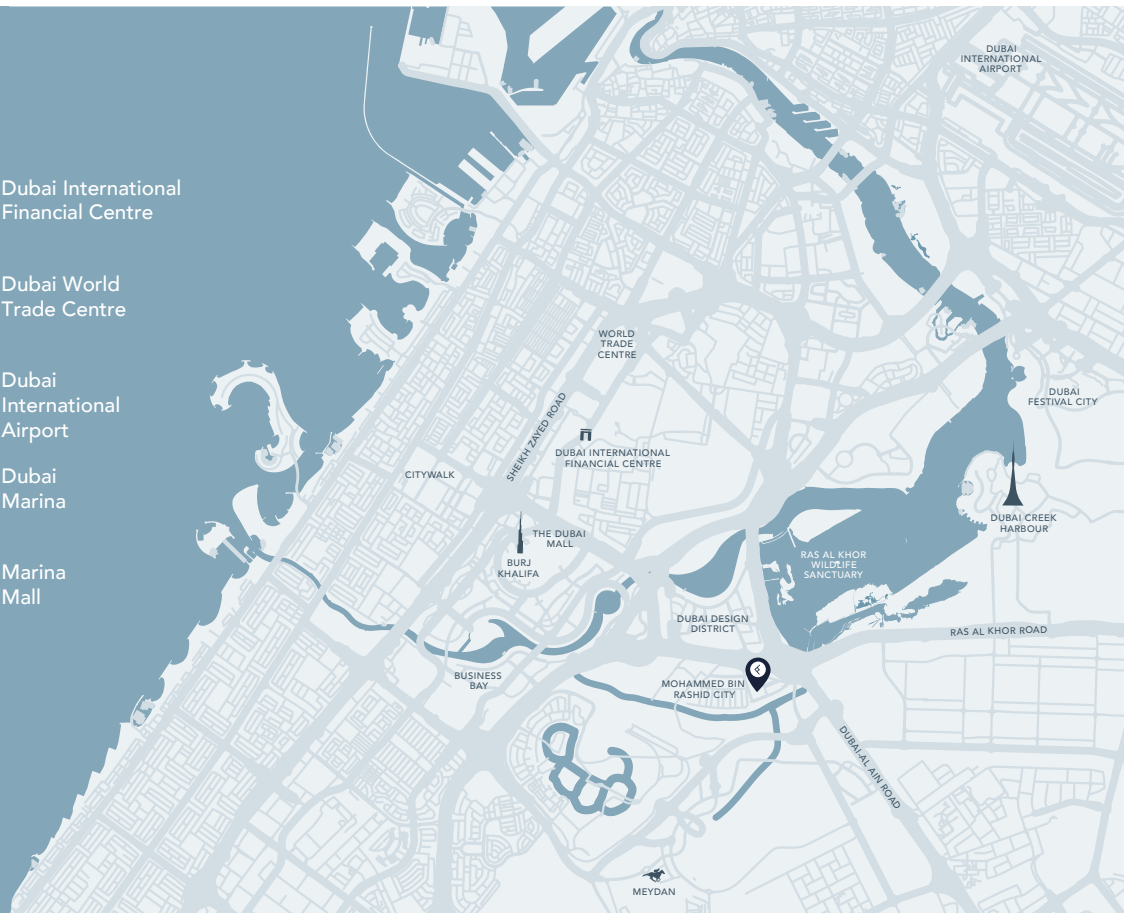 Dubai International
Financial Centre
Dubai World
Trade Centre
Dubai
International
Airport
Dubai
Marina
Marina
Mall
DUBAI
INTERNATIONAL
AIRPORT
WORLD
TRADE
CENTRE
DUBAI
FESTIVAL CITY
SHEIKH ZAYED ROAD
DUBAI INTERNATIONAL
FINANCIAL CENTRE
CITYWALK
DUBAI CREEK
HARBOUR
THE DUBAI
MALL
BURJ
KHALIFA
RAS AL KHOR
WILDLIFE
SANCTUARY
DUBAI DESIGN
DISTRICT
RAS AL KHOR ROAD
BUSINESS
BAY
MOHAMMED BIN
RASHID CITY
DUBAI-AL AIN ROAD
MEYDAN